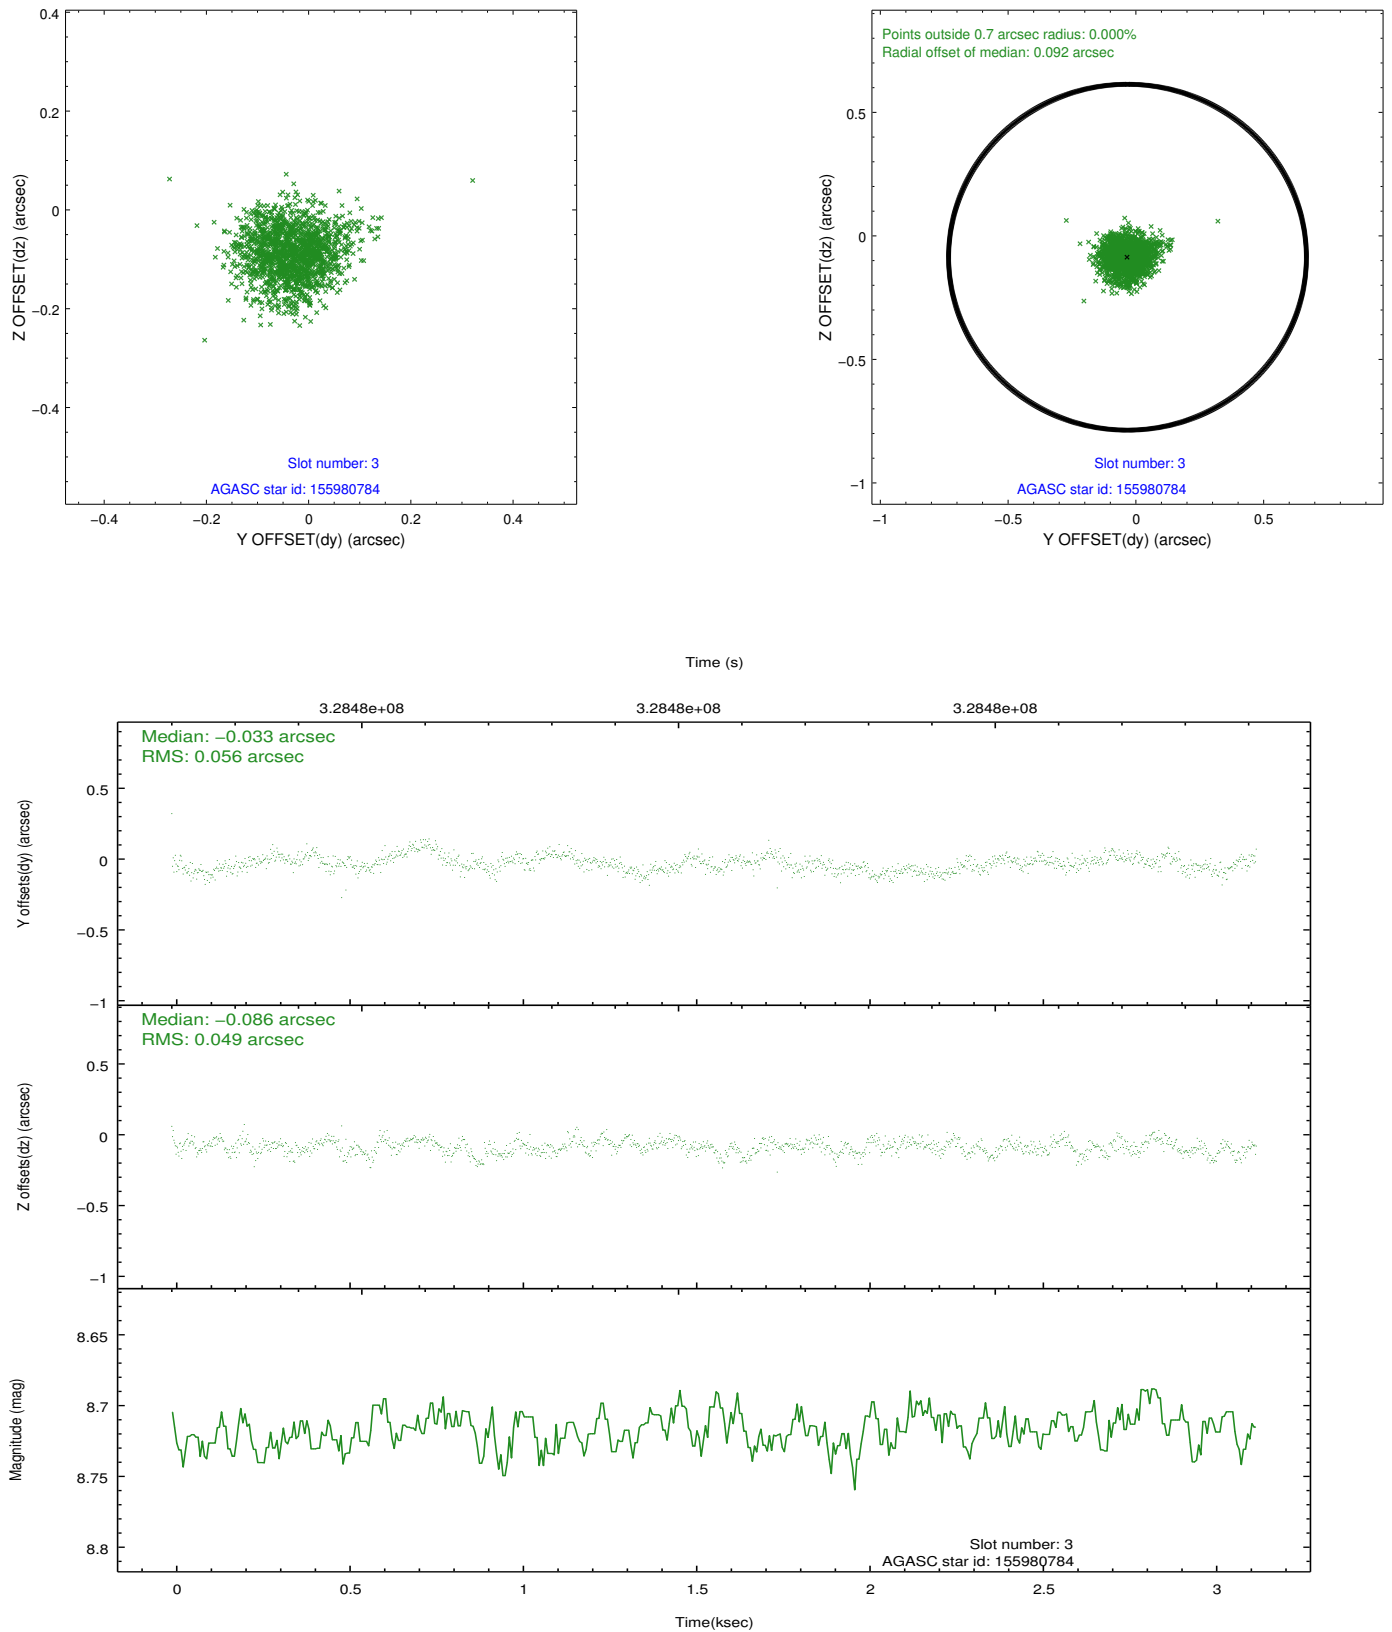 0.4
0.2
0
−0.2
−0.4
Z OFFSET(dz) (arcsec)
Slot number: 3
AGASC star id: 155980784
−0.4 −0.2 0 0.2 0.4
Y OFFSET(dy) (arcsec)
Points outside 0.7 arcsec radius: 0.000%
Radial offset of median: 0.092 arcsec
0.5
0
−0.5
−1
Z OFFSET(dz) (arcsec)
Slot number: 3
AGASC star id: 155980784
−1 −0.5 0 0.5
Y OFFSET(dy) (arcsec)
Time (s)
3.2848e+08 3.2848e+08 3.2848e+08
Median: −0.033 arcsec
RMS: 0.056 arcsec
0.5
0
−0.5
−1
Y offsets(dy) (arcsec)
Median: −0.086 arcsec
RMS: 0.049 arcsec
0.5
0
−0.5
−1
Z offsets(dz) (arcsec)
8.65
8.7
8.75
8.8
Magnitude (mag)
Slot number: 3
AGASC star id: 155980784
0 0.5 1 1.5 2 2.5 3
Time(ksec)